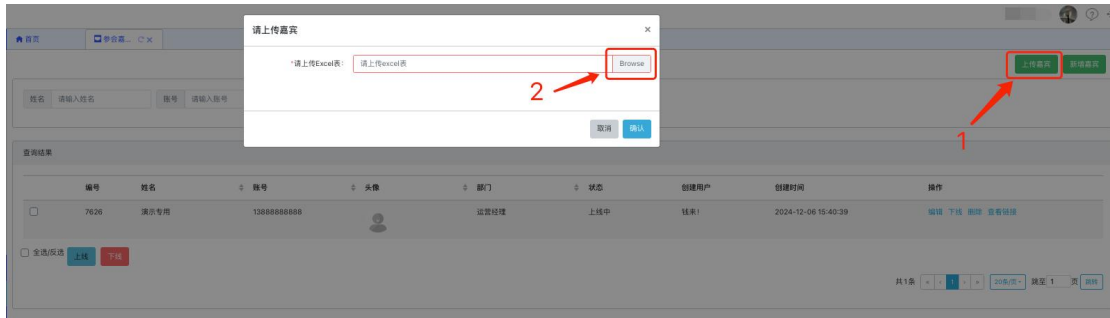 首页
参会嘉...
请上传嘉宾
*请上传Excel表:
请上传excel表
Browse
2
取消
确认
上传嘉宾
新增嘉宾
1
姓名
请输入姓名
账号
请输入账号
查询结果
编号
姓名
账号
头像
部门
状态
创建用户
创建时间
操作
7626
演示专用
13888888888
运营经理
上线中
钱来!
2024-12-06 15:40:39
编辑 下线 删除 查看链接
全选/反选
上线
下线
共1条
1
20条/页
跳至 1 页
跳转